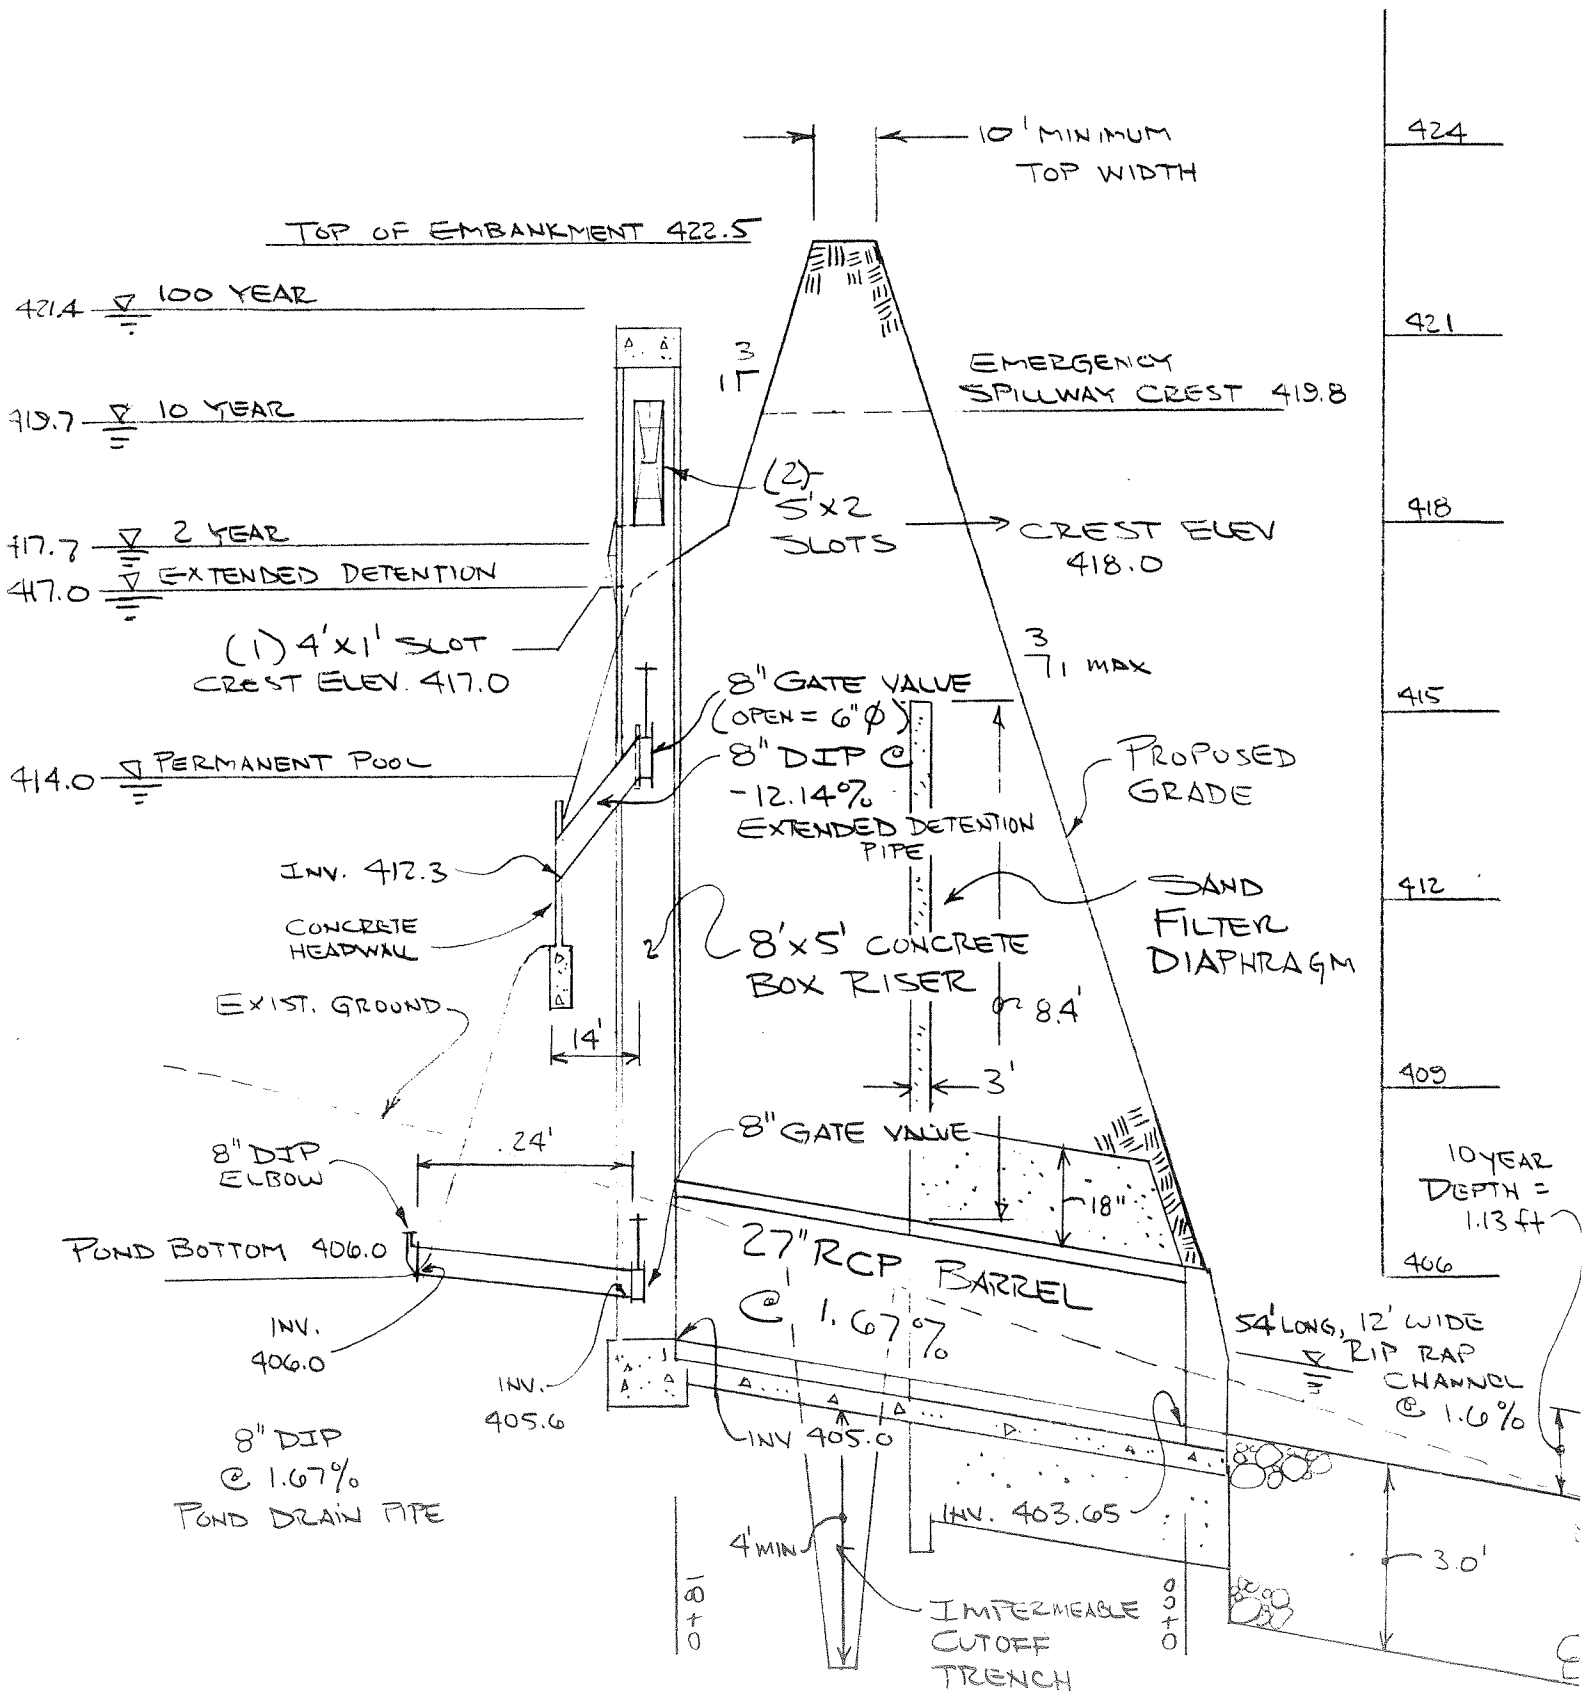 424
10' MINIMUM
TOP WIDTH
TOP OF EMBANKMENT 422.5
421.4 100 YEAR
421
3
1
EMERGENCY
SPILLWAY CREST 419.8
419.7 10 YEAR
(2)-
5'X2
SLOTS
CREST ELEV
418.0
418
417.7 2 YEAR
417.0 EXTENDED DETENTION
(1) 4'X1' SLOT
CREST ELEV. 417.0
3
1 MAX
8" GATE VALVE
(OPEN = 6"Ø)
8" DIP @
-12.14%
EXTENDED DETENTION
PIPE
415
414.0 PERMANENT POOL
PROPOSED
GRADE
INV. 412.3
CONCRETE
HEADWALL
412
SAND
FILTER
DIAPHRAGM
8'x5' CONCRETE
BOX RISER
EXIST. GROUND
14'
8.4'
3'
409
8" GATE VALVE
24'
8" DIP
ELBOW
18"
10 YEAR
DEPTH =
1.13 ft
POND BOTTOM 406.0
27" RCP BARREL
@ 1.67%
406
INV.
406.0
INV.
405.6
54' LONG, 12' WIDE
RIP RAP
CHANNEL
@ 1.6%
8" DIP
@ 1.67%
POND DRAIN PIPE
INV 405.0
INV. 403.65
4' MIN
3.0'
0+81
0+00
IMPERMEABLE
CUTOFF
TRENCH